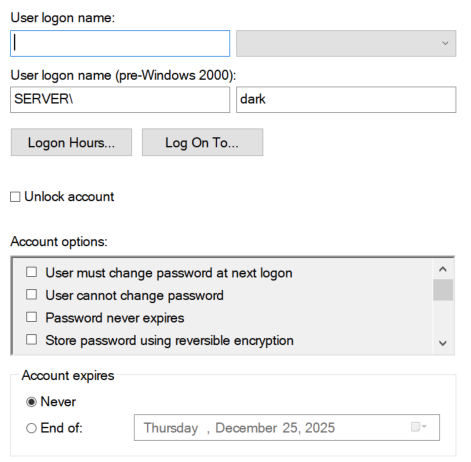 User logon name:
User logon name (pre-Windows 2000):
SERVER\ dark
Logon Hours... Log On To...
Unlock account
Account options:
User must change password at next logon
User cannot change password
Password never expires
Store password using reversible encryption
Account expires
Never
End of: Thursday , December 25, 2025